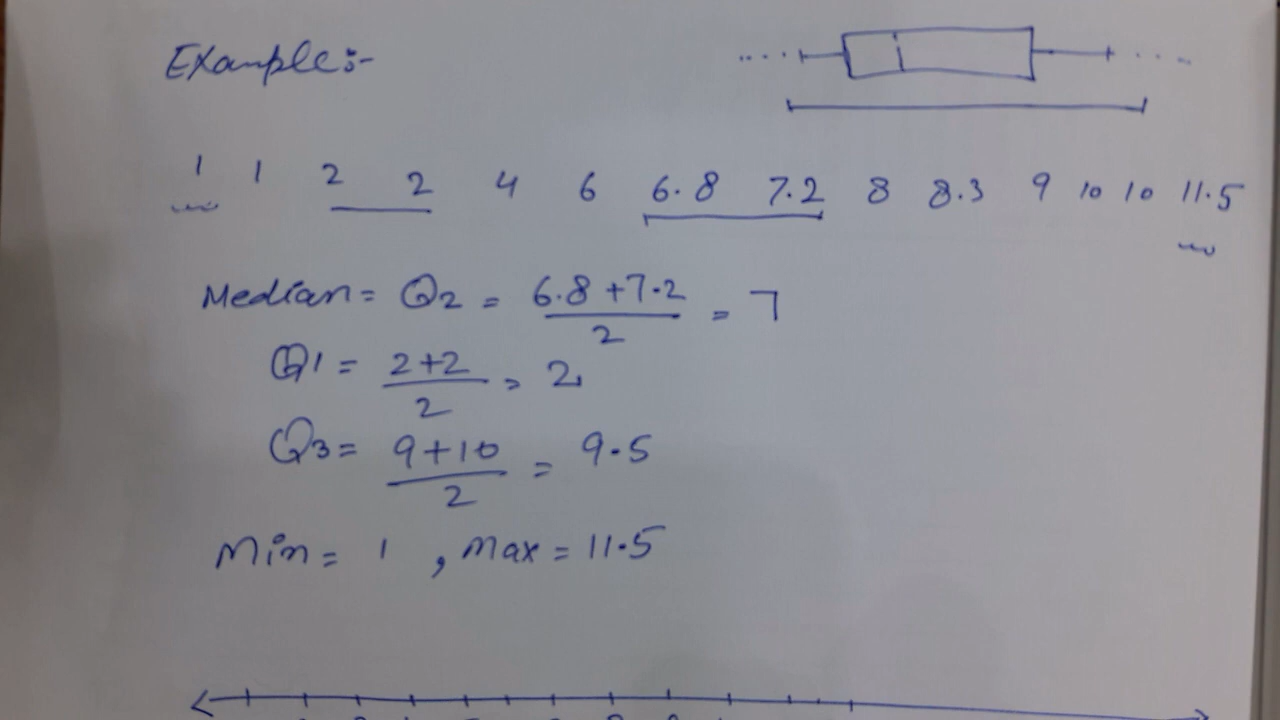 Example:-
1 1 2 2 4 6 6.8 7.2 8 8.3 9 10 10 11.5
Median = Q2 = 6.8+7.2/2 = 7
Q1 = 2+2/2 = 2
Q3 = 9+10/2 = 9.5
Min = 1 , Max = 11.5